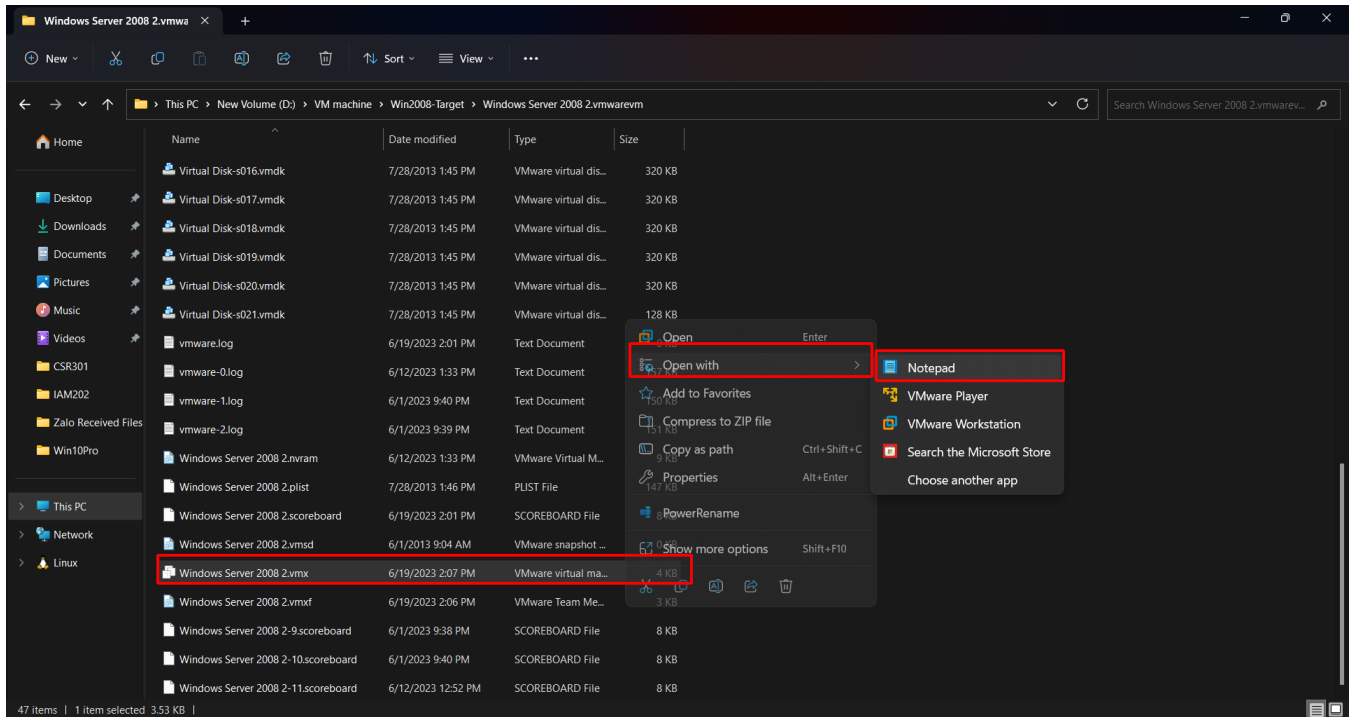 Windows Server 2008 2.vmwa
New
Sort
View
This PC > New Volume (D:) > VM machine > Win2008-Target > Windows Server 2008 2.vmwarevm
Search Windows Server 2008 2.vmwarev...
Home
Desktop
Downloads
Documents
Pictures
Music
Videos
CSR301
IAM202
Zalo Received Files
Win10Pro
This PC
Network
Linux
Name Date modified Type Size
Virtual Disk-s016.vmdk 7/28/2013 1:45 PM VMware virtual dis... 320 KB
Virtual Disk-s017.vmdk 7/28/2013 1:45 PM VMware virtual dis... 320 KB
Virtual Disk-s018.vmdk 7/28/2013 1:45 PM VMware virtual dis... 320 KB
Virtual Disk-s019.vmdk 7/28/2013 1:45 PM VMware virtual dis... 320 KB
Virtual Disk-s020.vmdk 7/28/2013 1:45 PM VMware virtual dis... 320 KB
Virtual Disk-s021.vmdk 7/28/2013 1:45 PM VMware virtual dis... 128 KB
vmware.log 6/19/2023 2:01 PM Text Document
vmware-0.log 6/12/2023 1:33 PM Text Document 157 KB
vmware-1.log 6/1/2023 9:40 PM Text Document 150 KB
vmware-2.log 6/1/2023 9:39 PM Text Document 151 KB
Windows Server 2008 2.nvram 6/12/2023 1:33 PM VMware Virtual M... 9 KB
Windows Server 2008 2.plist 7/28/2013 1:46 PM PLIST File 147 KB
Windows Server 2008 2.scoreboard 6/19/2023 2:01 PM SCOREBOARD File 8 KB
Windows Server 2008 2.vmsd 6/1/2013 9:04 AM VMware snapshot ... 0 KB
Windows Server 2008 2.vmx 6/19/2023 2:07 PM VMware virtual ma... 4 KB
Windows Server 2008 2.vmxf 6/19/2023 2:06 PM VMware Team Me... 3 KB
Windows Server 2008 2-9.scoreboard 6/1/2023 9:38 PM SCOREBOARD File 8 KB
Windows Server 2008 2-10.scoreboard 6/1/2023 9:40 PM SCOREBOARD File 8 KB
Windows Server 2008 2-11.scoreboard 6/12/2023 12:52 PM SCOREBOARD File 8 KB
Open Enter
Open with
Add to Favorites
Compress to ZIP file
Copy as path Ctrl+Shift+C
Properties Alt+Enter
PowerRename
Show more options Shift+F10
Notepad
VMware Player
VMware Workstation
Search the Microsoft Store
Choose another app
47 items | 1 item selected 3.53 KB |